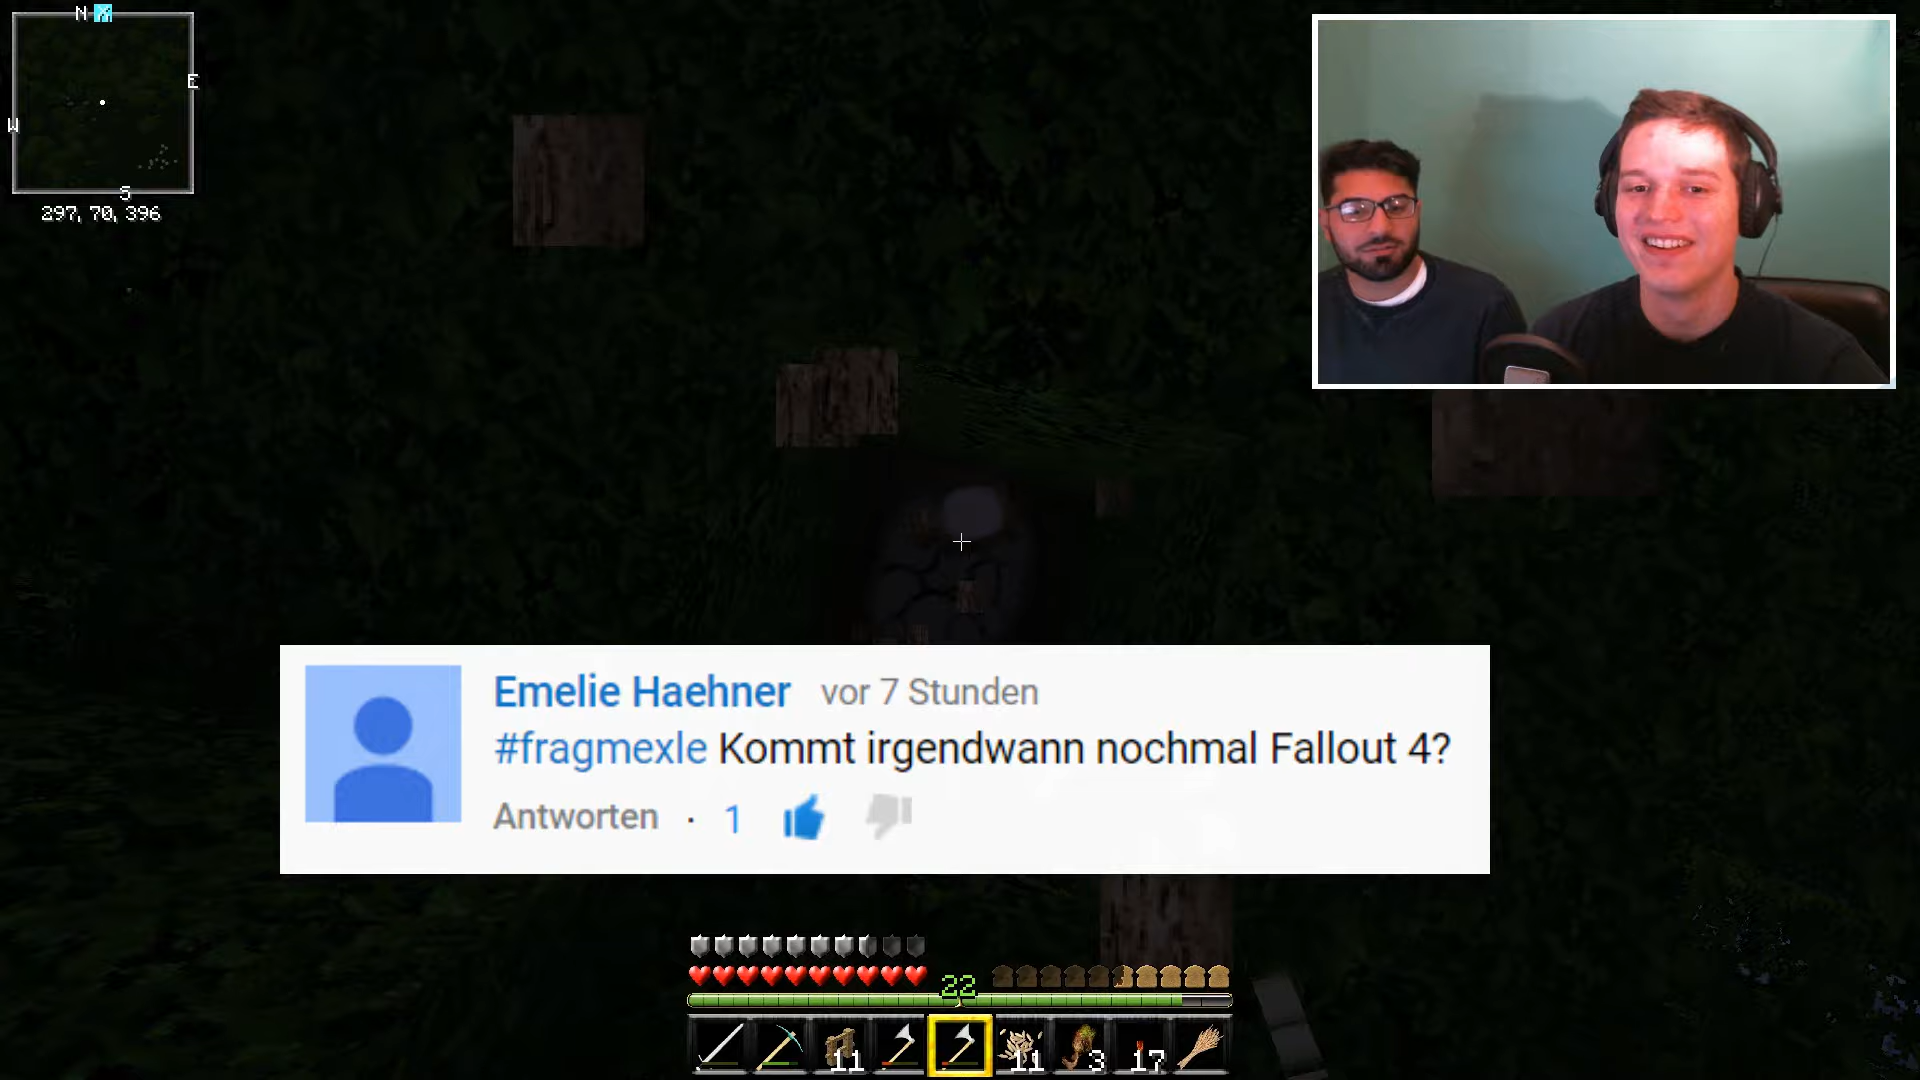 N X
E
W
S
297, 70, 396
Emelie Haehner vor 7 Stunden
#fragmexle Kommt irgendwann nochmal Fallout 4?
Antworten · 1
22
11 11 3 17